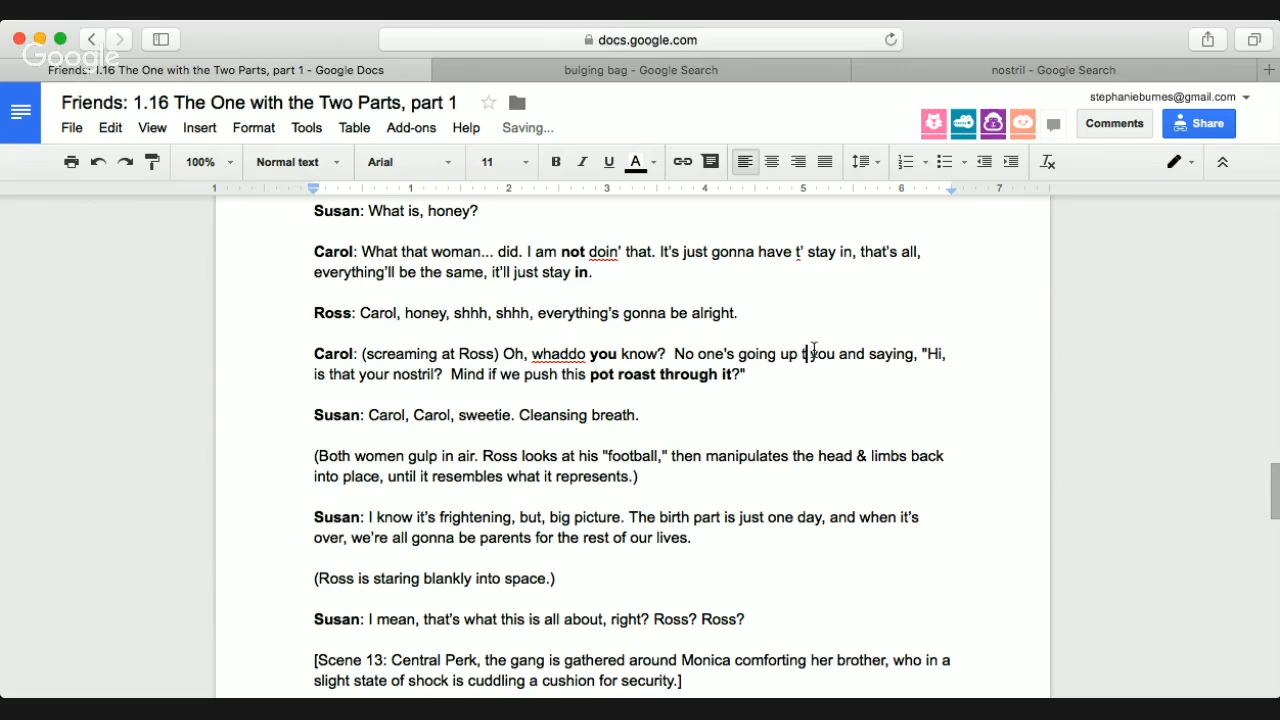 docs.google.com
Google
Friends: 1.16 The One with the Two Parts, part 1 - Google Docs
bulging bag - Google Search
nostril - Google Search
Friends: 1.16 The One with the Two Parts, part 1
stephanieburnes@gmail.com
File Edit View Insert Format Tools Table Add-ons Help Saving...
Comments
Share
100% Normal text Arial 11 B I U A
1 1 2 3 4 5 6 7
Susan: What is, honey?
Carol: What that woman... did. I am not doin' that. It's just gonna have t' stay in, that's all,
everything'll be the same, it'll just stay in.
Ross: Carol, honey, shhh, shhh, everything's gonna be alright.
Carol: (screaming at Ross) Oh, whaddo you know?  No one's going up t you and saying, "Hi,
is that your nostril?  Mind if we push this pot roast through it?"
Susan: Carol, Carol, sweetie. Cleansing breath.
(Both women gulp in air. Ross looks at his "football," then manipulates the head & limbs back
into place, until it resembles what it represents.)
Susan: I know it's frightening, but, big picture. The birth part is just one day, and when it's
over, we're all gonna be parents for the rest of our lives.
(Ross is staring blankly into space.)
Susan: I mean, that's what this is all about, right? Ross? Ross?
[Scene 13: Central Perk, the gang is gathered around Monica comforting her brother, who in a
slight state of shock is cuddling a cushion for security.]